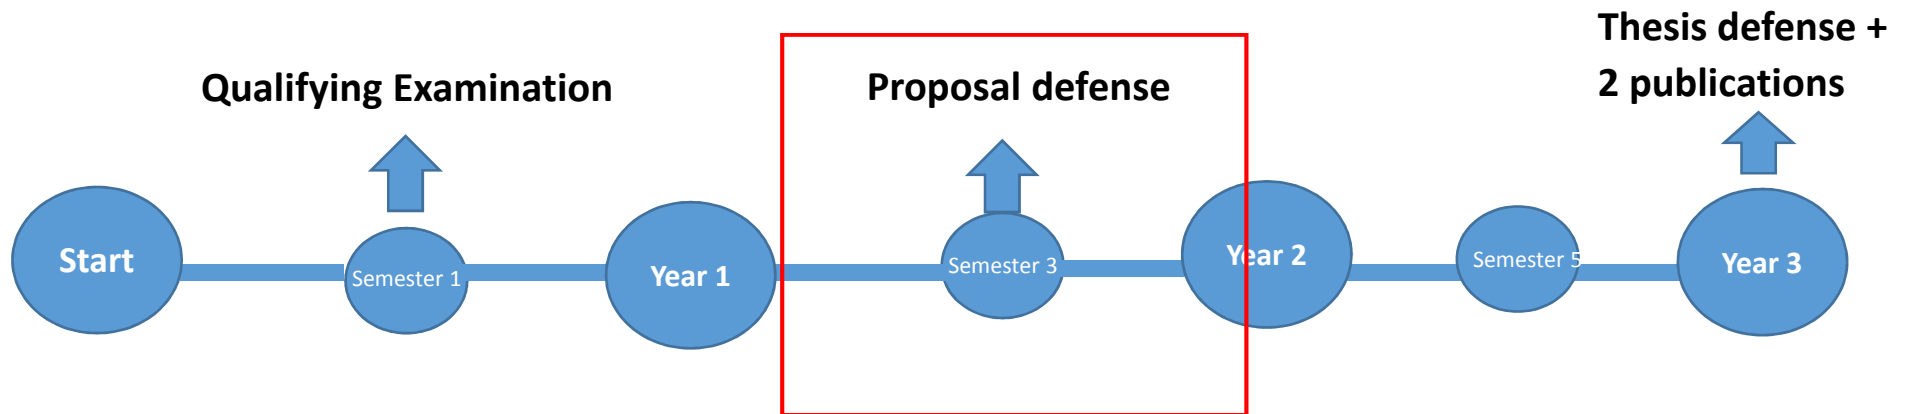 Thesis defense +
2 publications
Qualifying Examination
Proposal defense
Start
Semester 1
Year 1
Semester 3
Year 2
Semester 5
Year 3